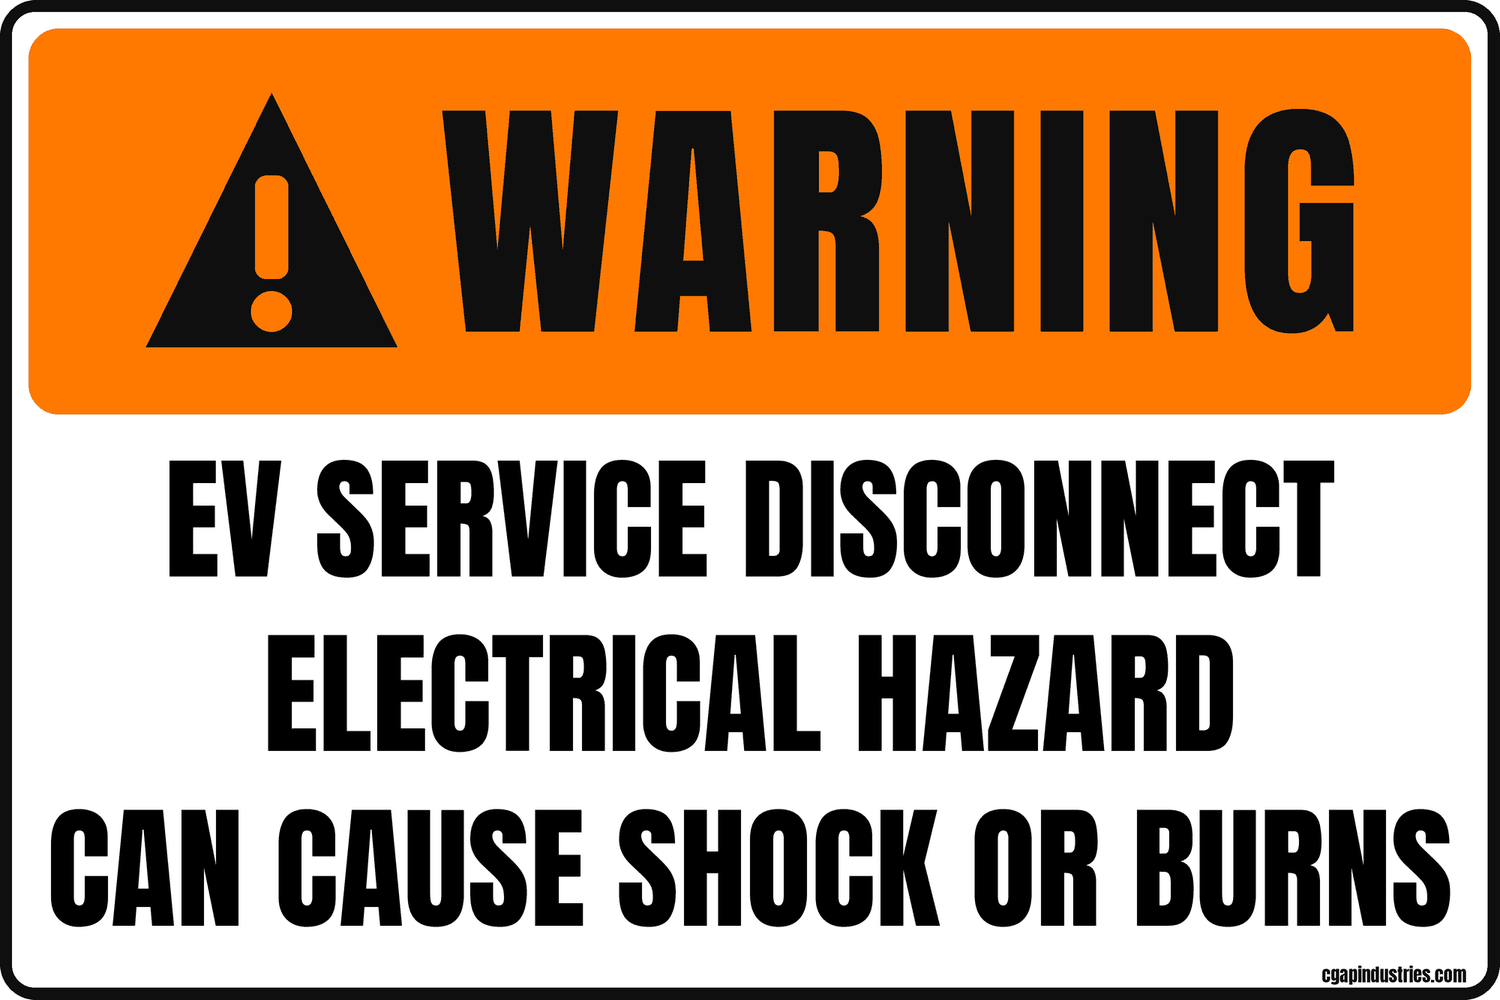 WARNING
EV SERVICE DISCONNECT
ELECTRICAL HAZARD
CAN CAUSE SHOCK OR BURNS
cgapindustries.com